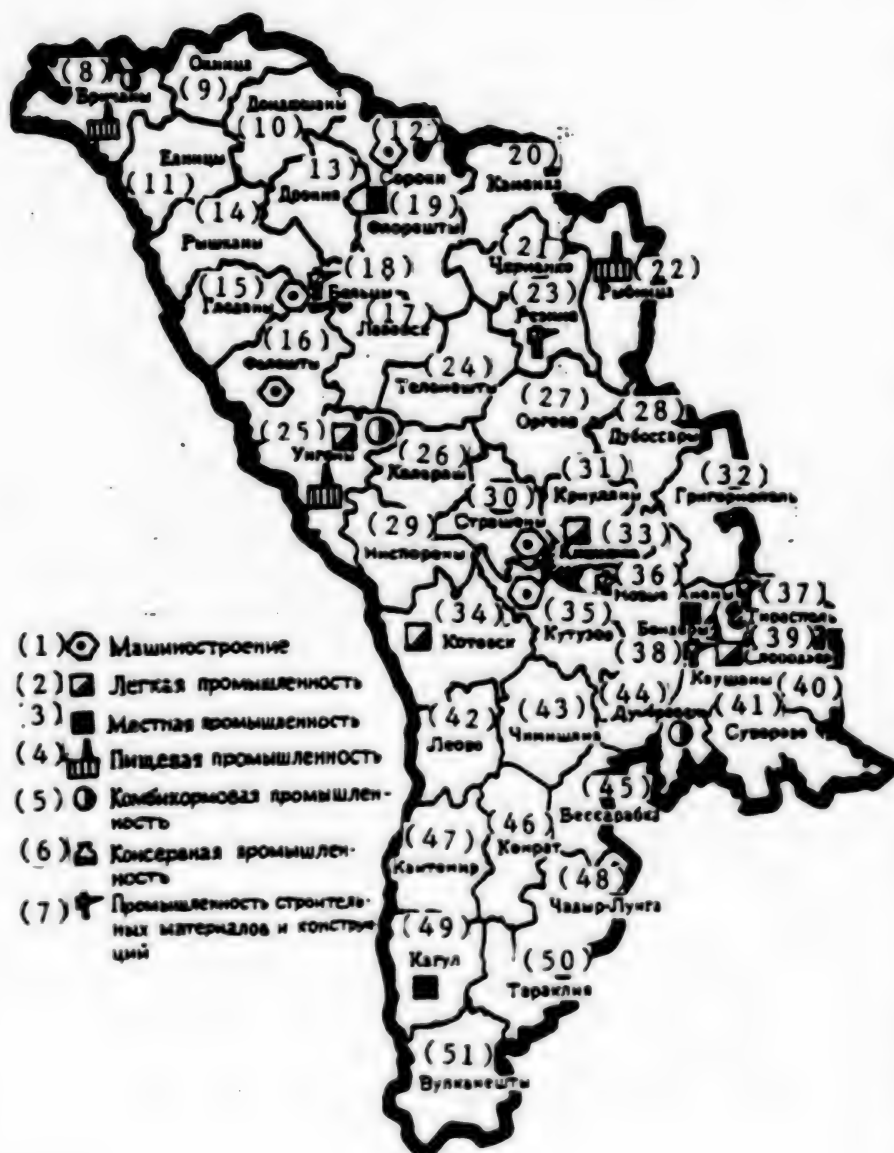 (8)
Бричаны
Окница
(9)
Дондюшаны
(10)
(12)
Сороки
(20)
Каменка
Единцы
(11)
(13)
Дрокия
(14)
Рышканы
(19)
Флорешты
(21)
(22)
Рыбница
(15)
Глодяны
(18)
Бельцы
(17)
Лазовск
(23)
Резина
(16)
Фалешты
(24)
Теленешты
(27)
Оргеев
(28)
Дубоссары
(25)
Унгены
(26)
Калараш
(30)
Страшены
(31)
Криуляны
(32)
Григориополь
(29)
Ниспорены
(33)
Кишинев
(36)
Новые Анены
(37)
Тирасполь
(34)
Котовск
(35)
Кутузов
Бендеры
(38)
(39)
Слободзея
Каушаны
(40)
(1) Машиностроение
(2) Легкая промышленность
(3) Местная промышленность
(4) Пищевая промышленность
(5) Комбикормовая промышлен-
ность
(6) Консервная промышлен-
ность
(7) Промышленность строитель-
ных материалов и конструк-
ций
(42)
Леово
(43)
Чимишлия
(44)
(41)
Суворово
(45)
Бессарабка
(46)
Комрат
(47)
Кантемир
(48)
Чадыр-Лунга
(49)
Кагул
(50)
Тараклия
(51)
Вулканешты